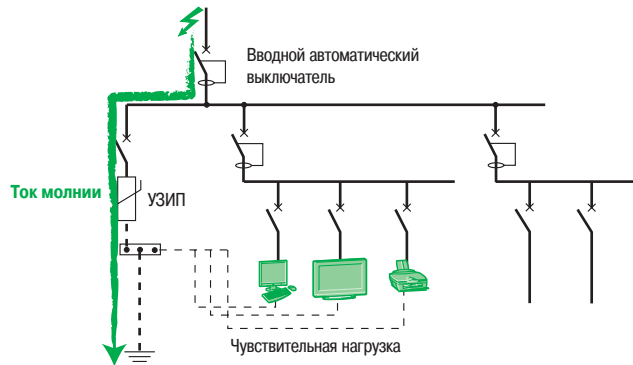 Вводной автоматический
выключатель
Ток молнии
УЗИП
Чувствительная нагрузка